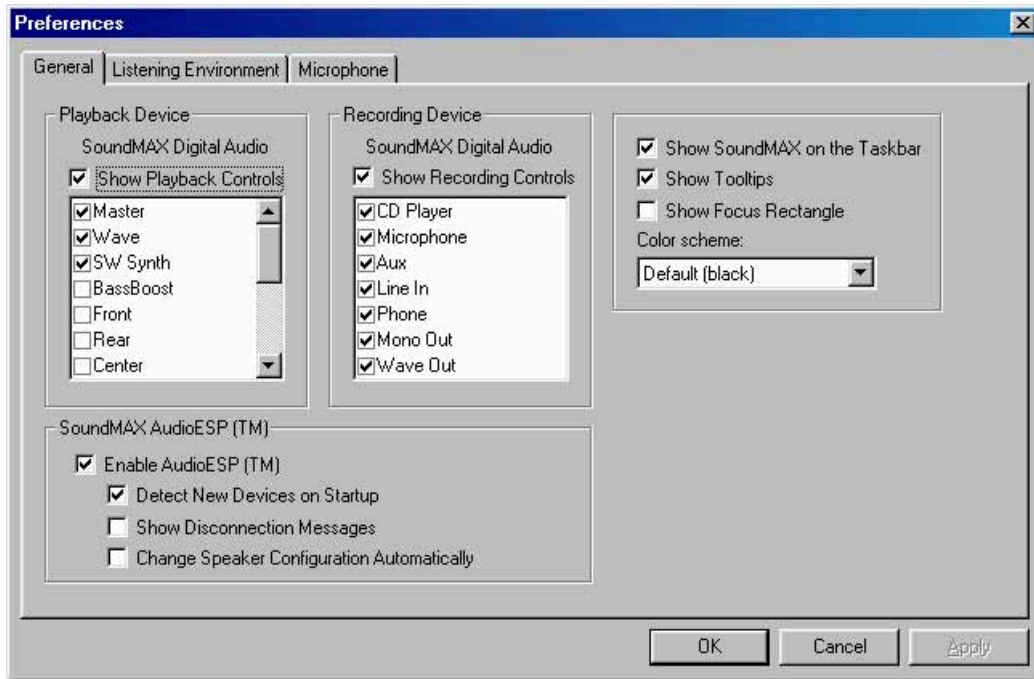 Preferences
General
Listening Environment
Microphone
Playback Device
SoundMAX Digital Audio
Show Playback Controls
Master
Wave
SW Synth
BassBoost
Front
Rear
Center
Recording Device
SoundMAX Digital Audio
Show Recording Controls
CD Player
Microphone
Aux
Line In
Phone
Mono Out
Wave Out
Show SoundMAX on the Taskbar
Show Tooltips
Show Focus Rectangle
Color scheme:
Default (black)
SoundMAX AudioESP (TM)
Enable AudioESP (TM)
Detect New Devices on Startup
Show Disconnection Messages
Change Speaker Configuration Automatically
OK
Cancel
Apply